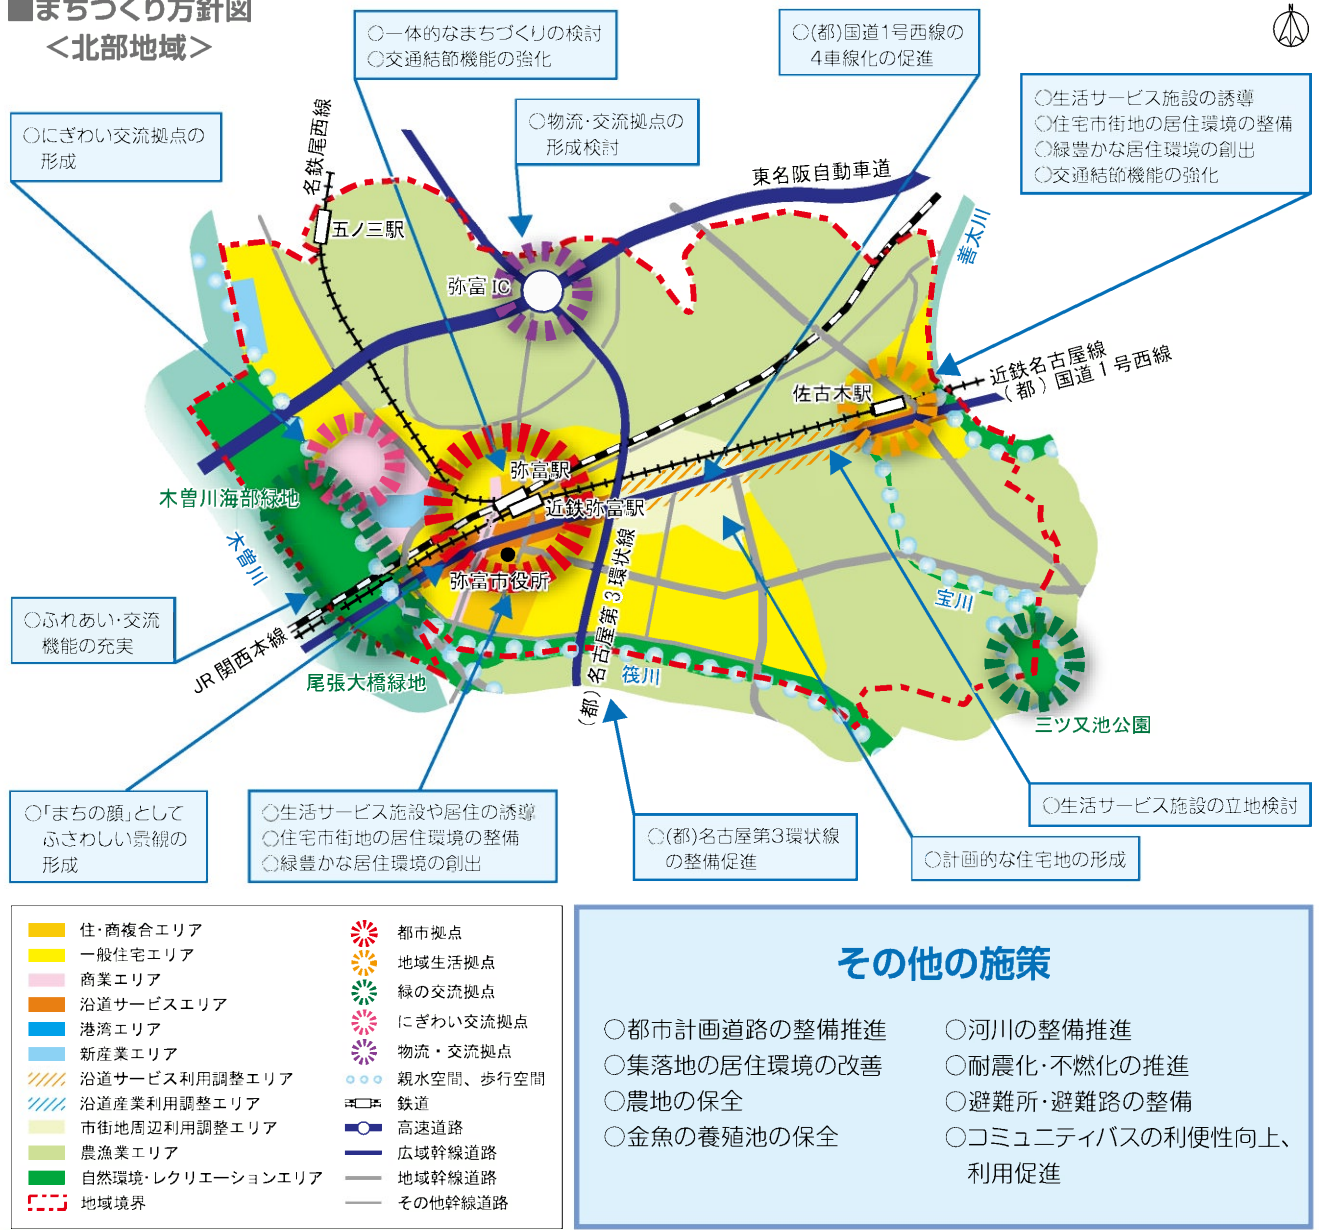 ■まちづくり方針図
＜北部地域＞
○一体的なまちづくりの検討
○交通結節機能の強化
○(都)国道1号西線の
4車線化の促進
○生活サービス施設の誘導
○住宅市街地の居住環境の整備
○緑豊かな居住環境の創出
○交通結節機能の強化
○にぎわい交流拠点の
形成
○物流・交流拠点の
形成検討
N
名鉄尾西線
五ノ三駅
東名阪自動車道
善太川
弥富IC
佐古木駅
近鉄名古屋線
(都)国道1号西線
弥富駅
近鉄弥富駅
弥富市役所
木曽川海部緑地
木曽川
JR関西本線
尾張大橋緑地
(都)名古屋第3環状線
筏川
宝川
三ツ又池公園
○ふれあい・交流
機能の充実
○「まちの顔」として
ふさわしい景観の
形成
○生活サービス施設や居住の誘導
○住宅市街地の居住環境の整備
○緑豊かな居住環境の創出
○(都)名古屋第3環状線
の整備促進
○計画的な住宅地の形成
○生活サービス施設の立地検討
住・商複合エリア
一般住宅エリア
商業エリア
沿道サービスエリア
港湾エリア
新産業エリア
沿道サービス利用調整エリア
沿道産業利用調整エリア
市街地周辺利用調整エリア
農漁業エリア
自然環境・レクリエーションエリア
地域境界
都市拠点
地域生活拠点
緑の交流拠点
にぎわい交流拠点
物流・交流拠点
親水空間、歩行空間
鉄道
高速道路
広域幹線道路
地域幹線道路
その他幹線道路
その他の施策
○都市計画道路の整備推進
○集落地の居住環境の改善
○農地の保全
○金魚の養殖池の保全
○河川の整備推進
○耐震化・不燃化の推進
○避難所・避難路の整備
○コミュニティバスの利便性向上、
利用促進